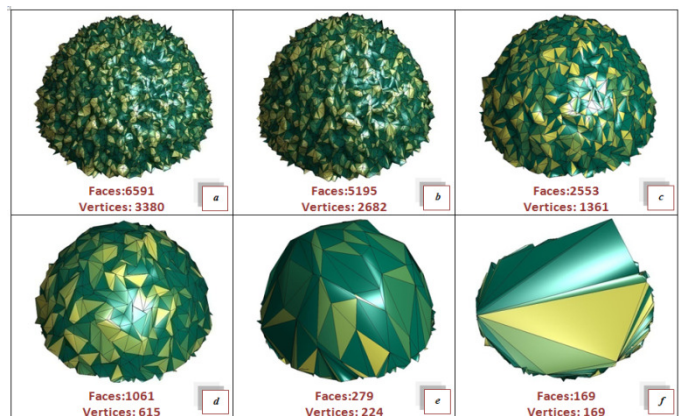 Faces:6591
Vertices: 3380
a
Faces:5195
Vertices: 2682
b
Faces:2553
Vertices: 1361
c
Faces:1061
Vertices: 615
d
Faces:279
Vertices: 224
e
Faces:169
Vertices: 169
f